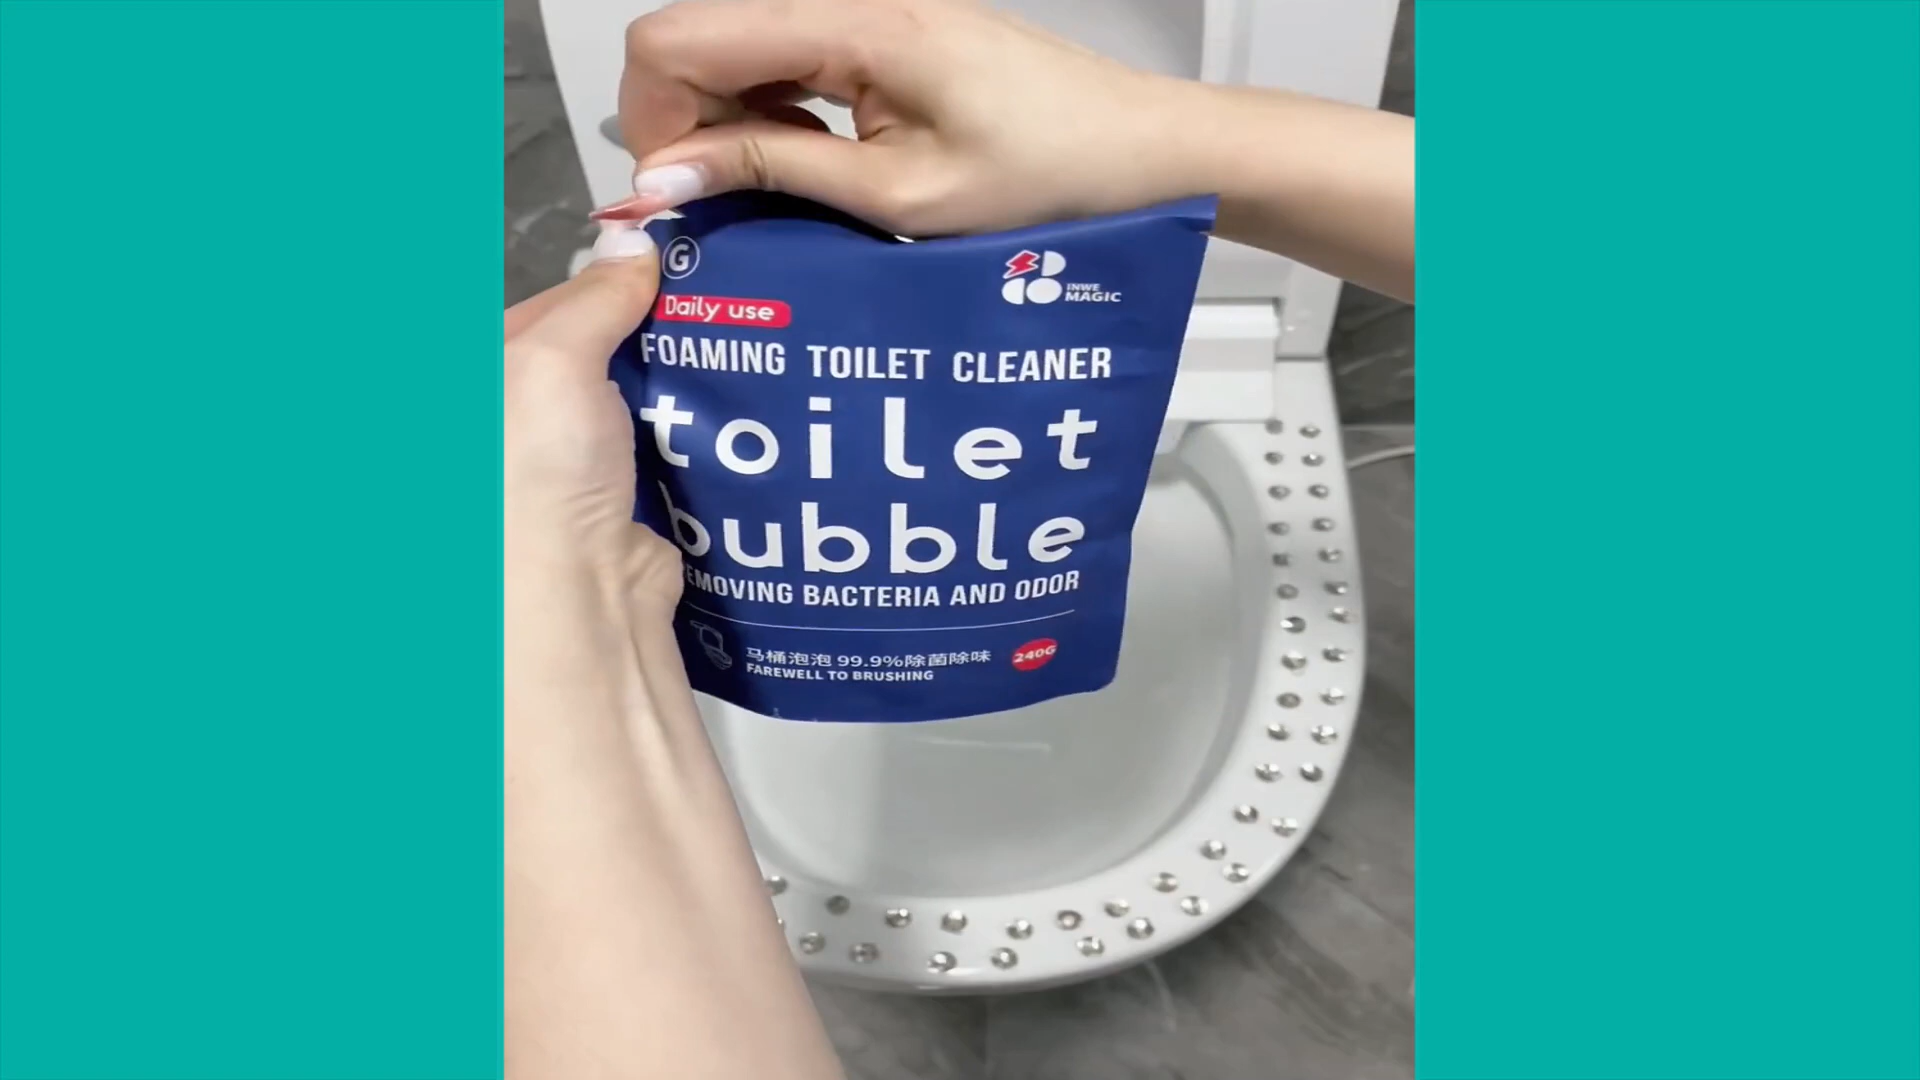 G
INWE
MAGIC
Daily use
FOAMING TOILET CLEANER
toilet
bubble
REMOVING BACTERIA AND ODOR
马桶泡泡 99.9%除菌除味
FAREWELL TO BRUSHING
240G